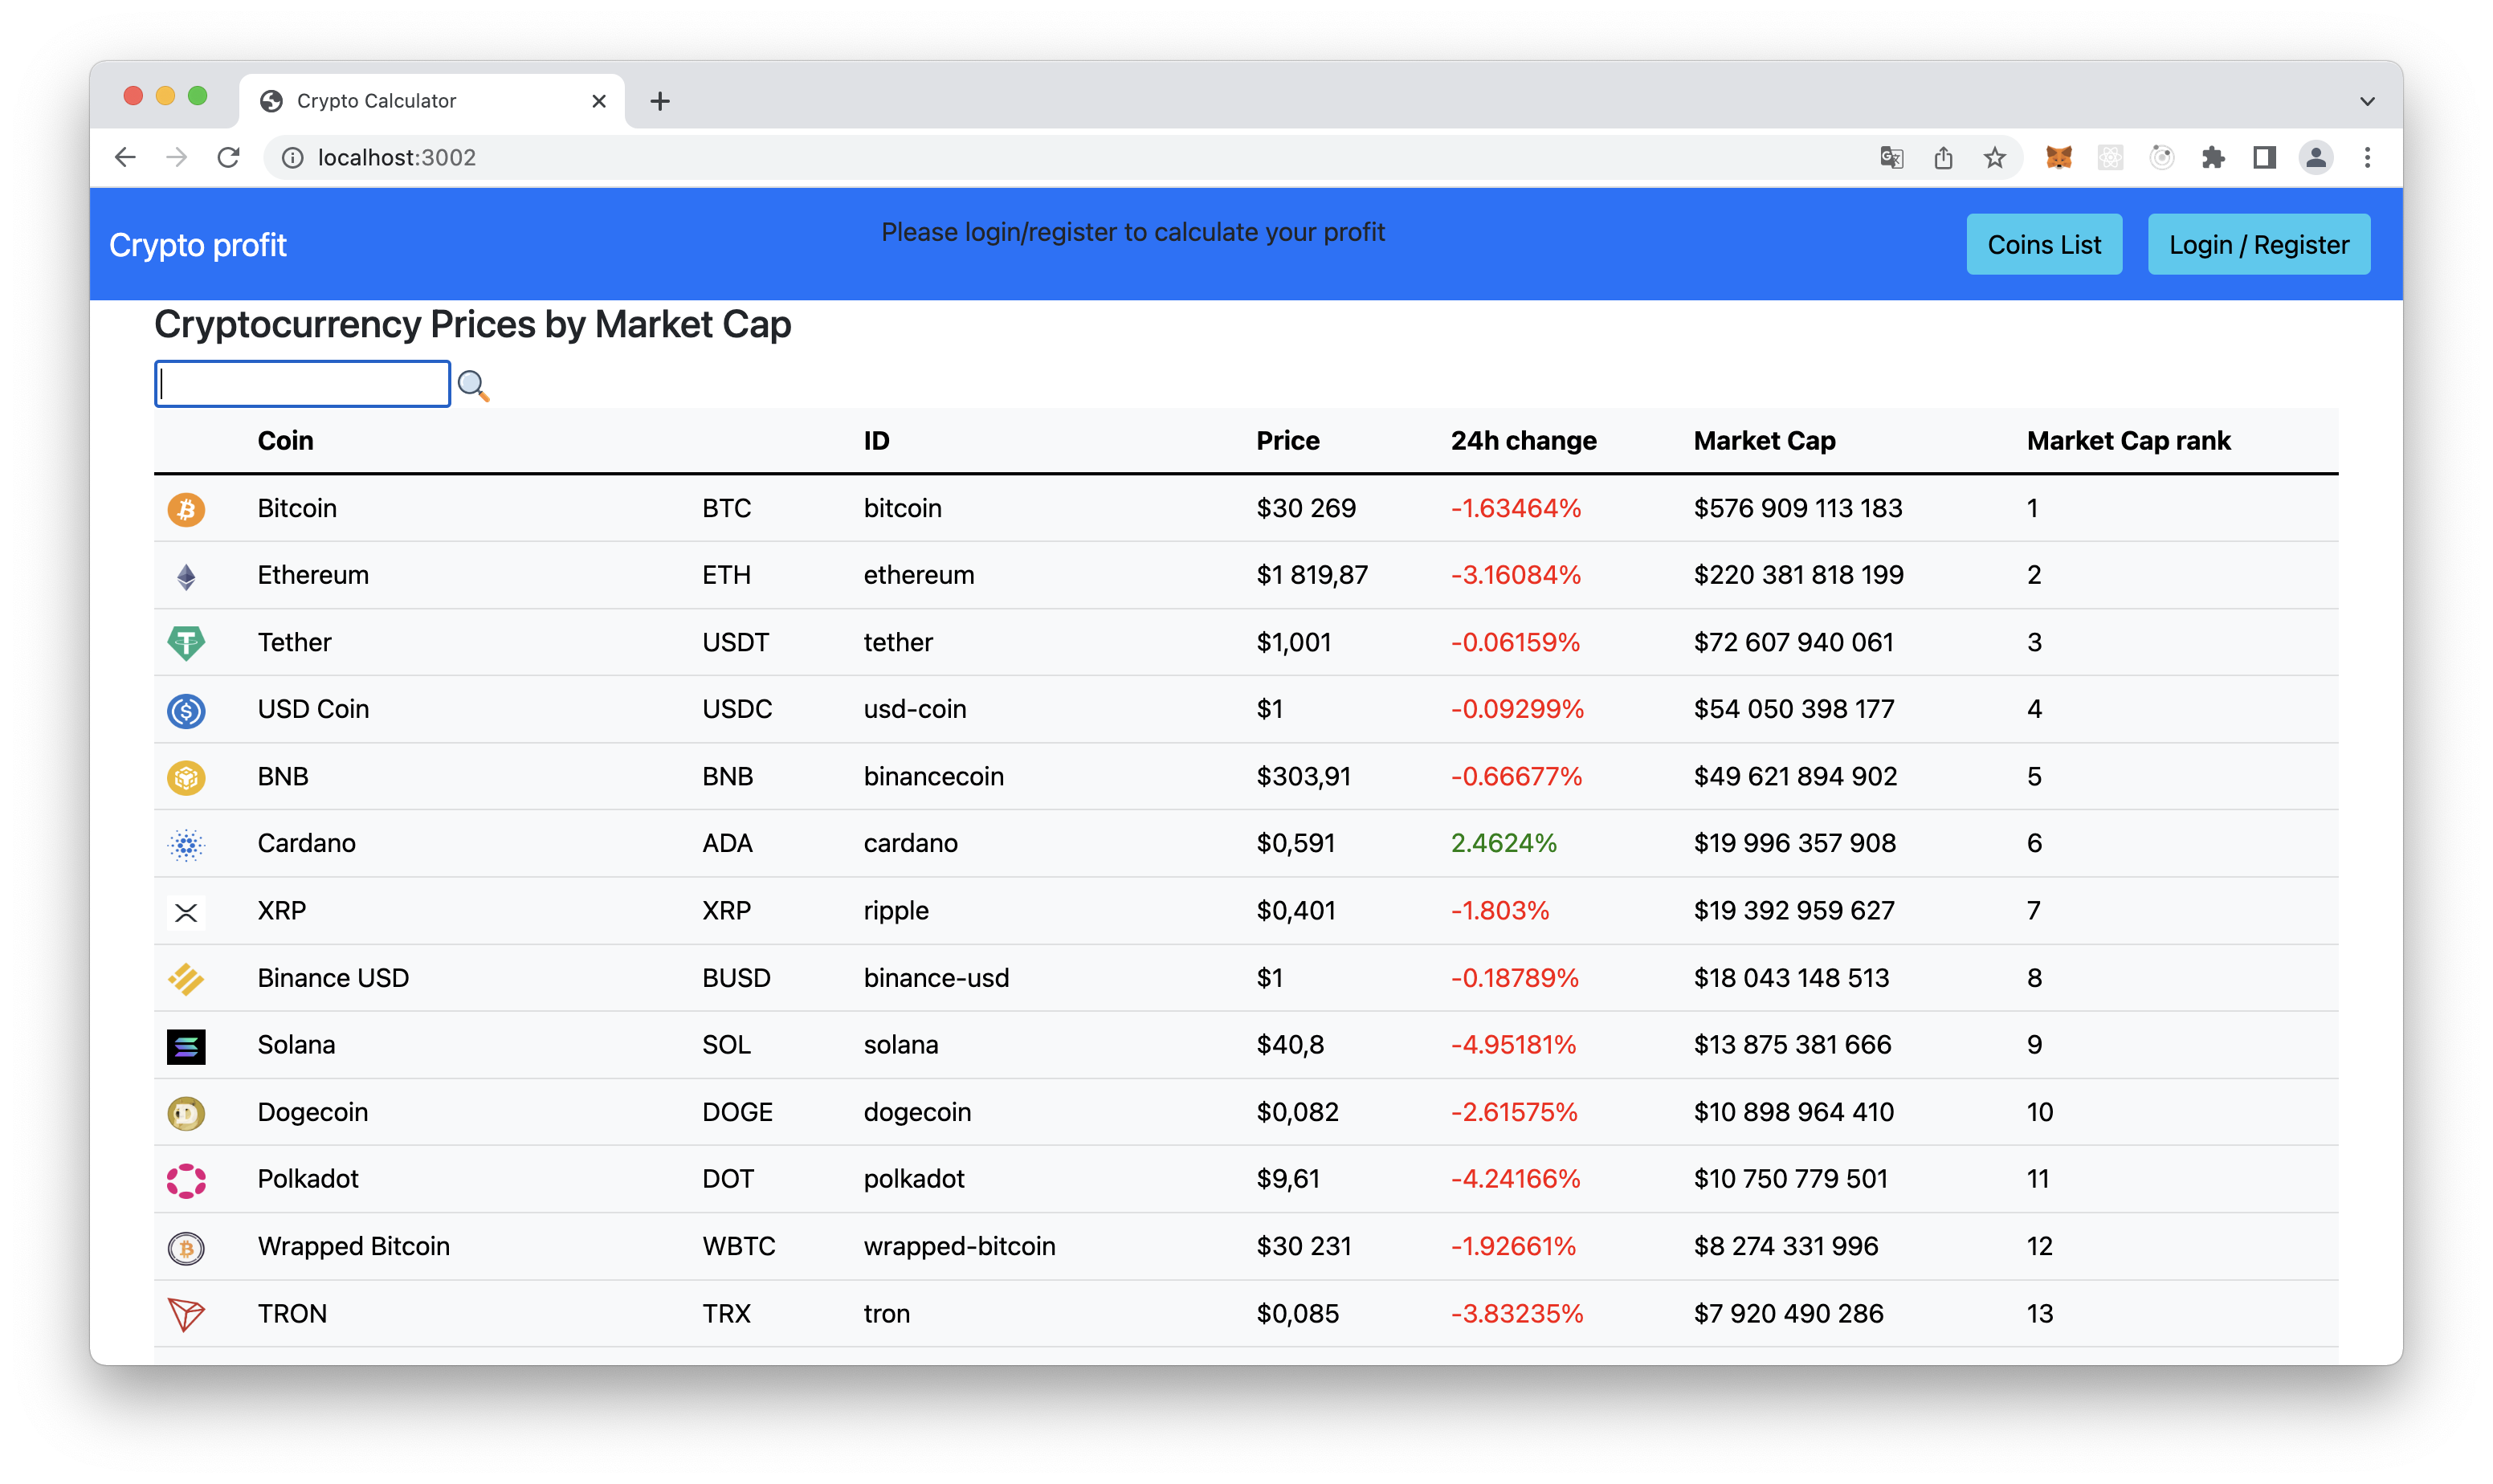 Crypto Calculator
localhost:3002
Crypto profit
Please login/register to calculate your profit
Coins List
Login / Register
Cryptocurrency Prices by Market Cap
Coin ID Price 24h change Market Cap Market Cap rank
Bitcoin BTC bitcoin $30 269 -1.63464% $576 909 113 183 1
Ethereum ETH ethereum $1 819,87 -3.16084% $220 381 818 199 2
Tether USDT tether $1,001 -0.06159% $72 607 940 061 3
USD Coin USDC usd-coin $1 -0.09299% $54 050 398 177 4
BNB BNB binancecoin $303,91 -0.66677% $49 621 894 902 5
Cardano ADA cardano $0,591 2.4624% $19 996 357 908 6
XRP XRP ripple $0,401 -1.803% $19 392 959 627 7
Binance USD BUSD binance-usd $1 -0.18789% $18 043 148 513 8
Solana SOL solana $40,8 -4.95181% $13 875 381 666 9
Dogecoin DOGE dogecoin $0,082 -2.61575% $10 898 964 410 10
Polkadot DOT polkadot $9,61 -4.24166% $10 750 779 501 11
Wrapped Bitcoin WBTC wrapped-bitcoin $30 231 -1.92661% $8 274 331 996 12
TRON TRX tron $0,085 -3.83235% $7 920 490 286 13